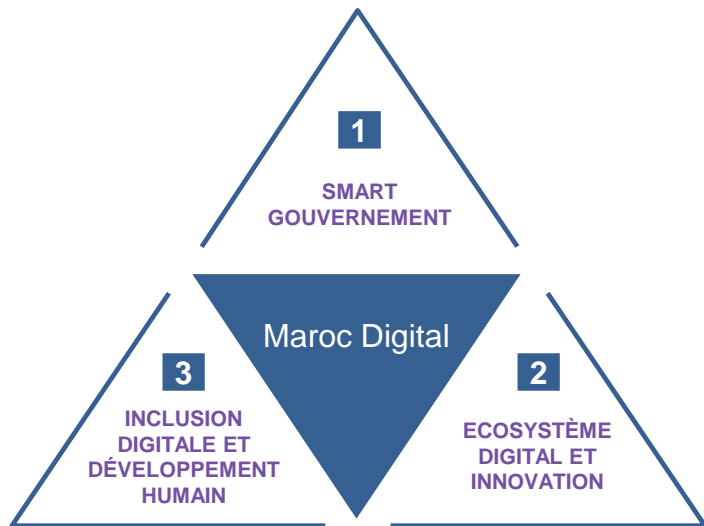 1
SMART
GOUVERNEMENT
Maroc Digital
3
INCLUSION
DIGITALE ET
DÉVELOPPEMENT
HUMAIN
2
ECOSYSTÈME
DIGITAL ET
INNOVATION